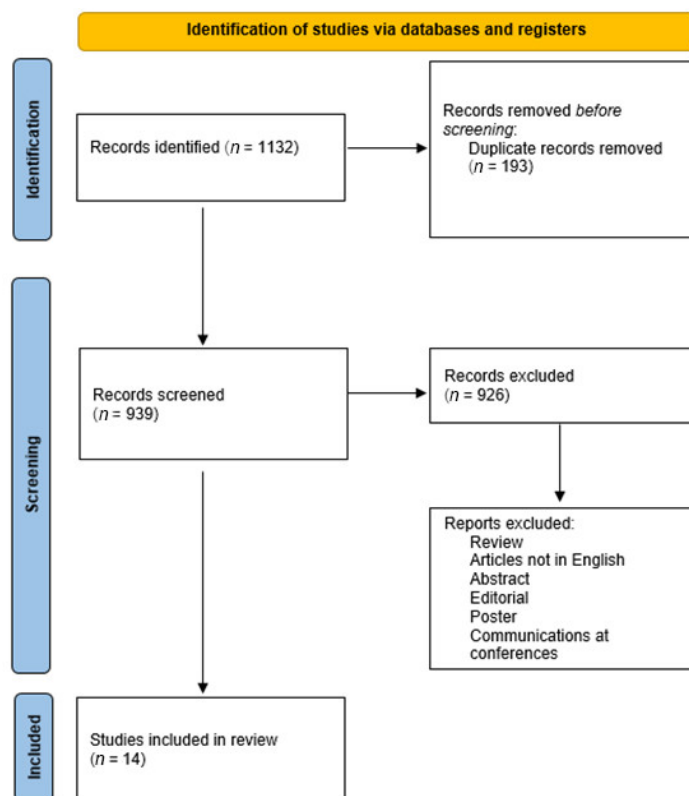 Identification of studies via databases and registers
Identification
Records identified (n = 1132)
Records removed before
screening:
Duplicate records removed
(n = 193)
Screening
Records screened
(n = 939)
Records excluded
(n = 926)
Reports excluded:
Review
Articles not in English
Abstract
Editorial
Poster
Communications at
conferences
Included
Studies included in review
(n = 14)